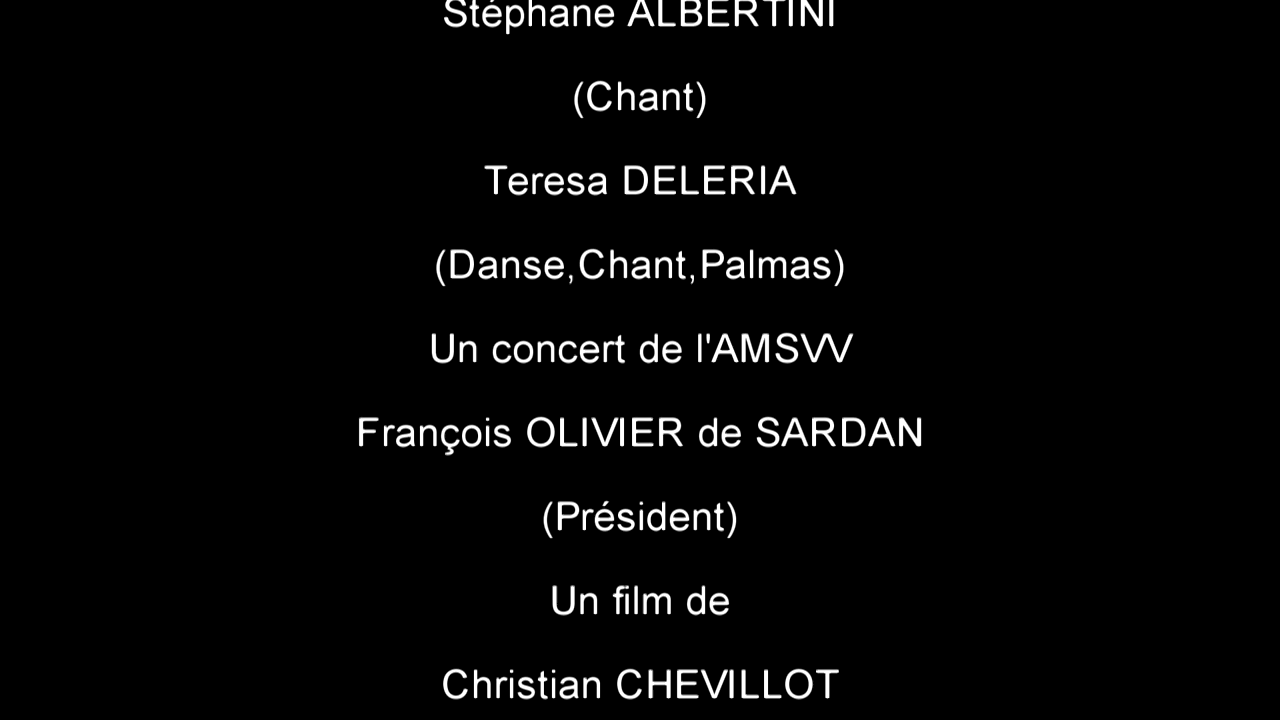 Stéphane ALBERTINI
(Chant)
Teresa DELERIA
(Danse,Chant,Palmas)
Un concert de l'AMSVV
François OLIVIER de SARDAN
(Président)
Un film de
Christian CHEVILLOT